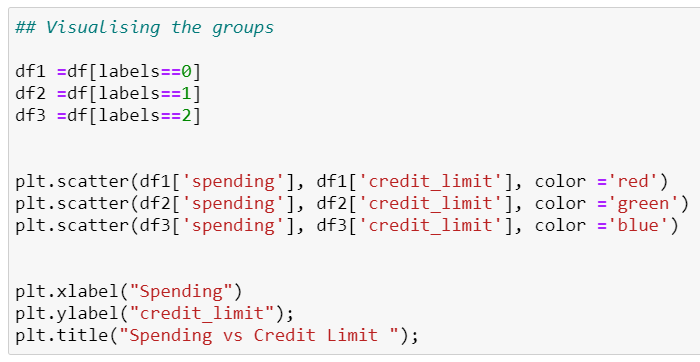 ## Visualising the groups
df1 =df[labels==0]
df2 =df[labels==1]
df3 =df[labels==2]
plt.scatter(df1['spending'], df1['credit_limit'], color ='red')
plt.scatter(df2['spending'], df2['credit_limit'], color ='green')
plt.scatter(df3['spending'], df3['credit_limit'], color ='blue')
plt.xlabel("Spending")
plt.ylabel("credit_limit");
plt.title("Spending vs Credit Limit ");